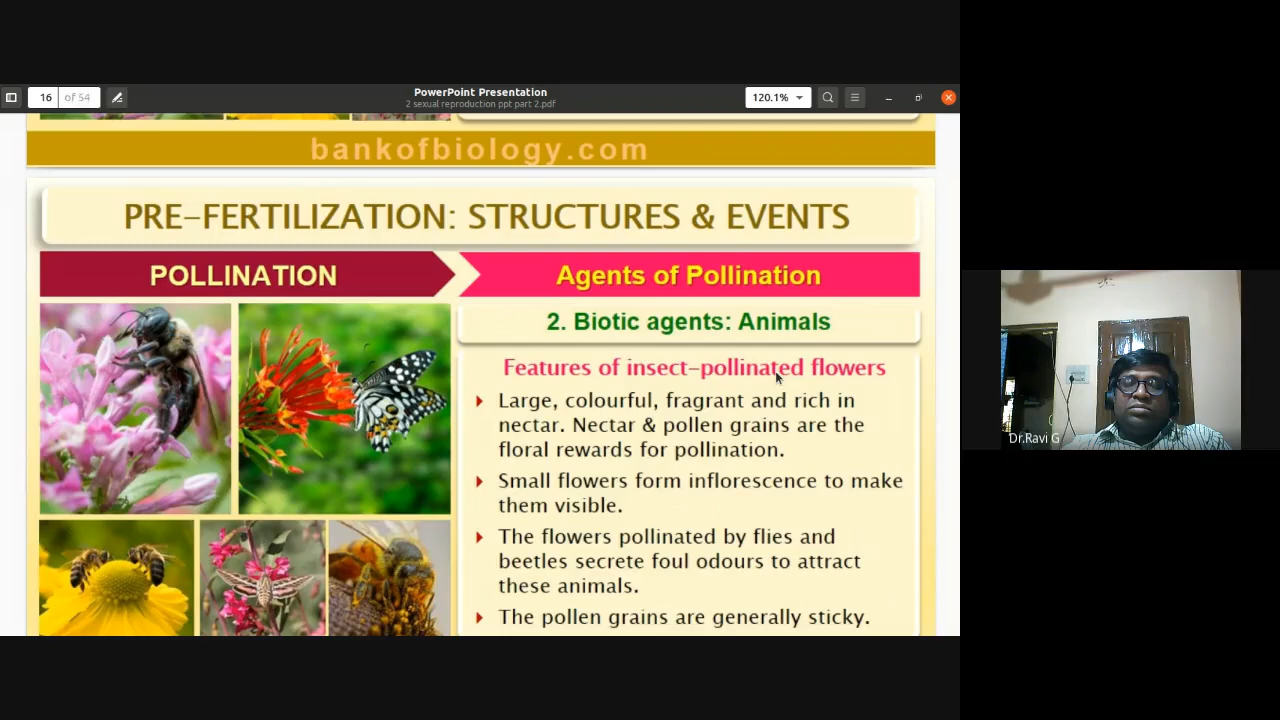 PowerPoint Presentation
2 sexual reproduction ppt part 2.pdf
16 of 54
120.1%
bankofbiology.com
PRE-FERTILIZATION: STRUCTURES & EVENTS
POLLINATION
Agents of Pollination
2. Biotic agents: Animals
Features of insect-pollinated flowers
Large, colourful, fragrant and rich in
nectar. Nectar & pollen grains are the
floral rewards for pollination.
Small flowers form inflorescence to make
them visible.
The flowers pollinated by flies and
beetles secrete foul odours to attract
these animals.
The pollen grains are generally sticky.
Dr.Ravi G